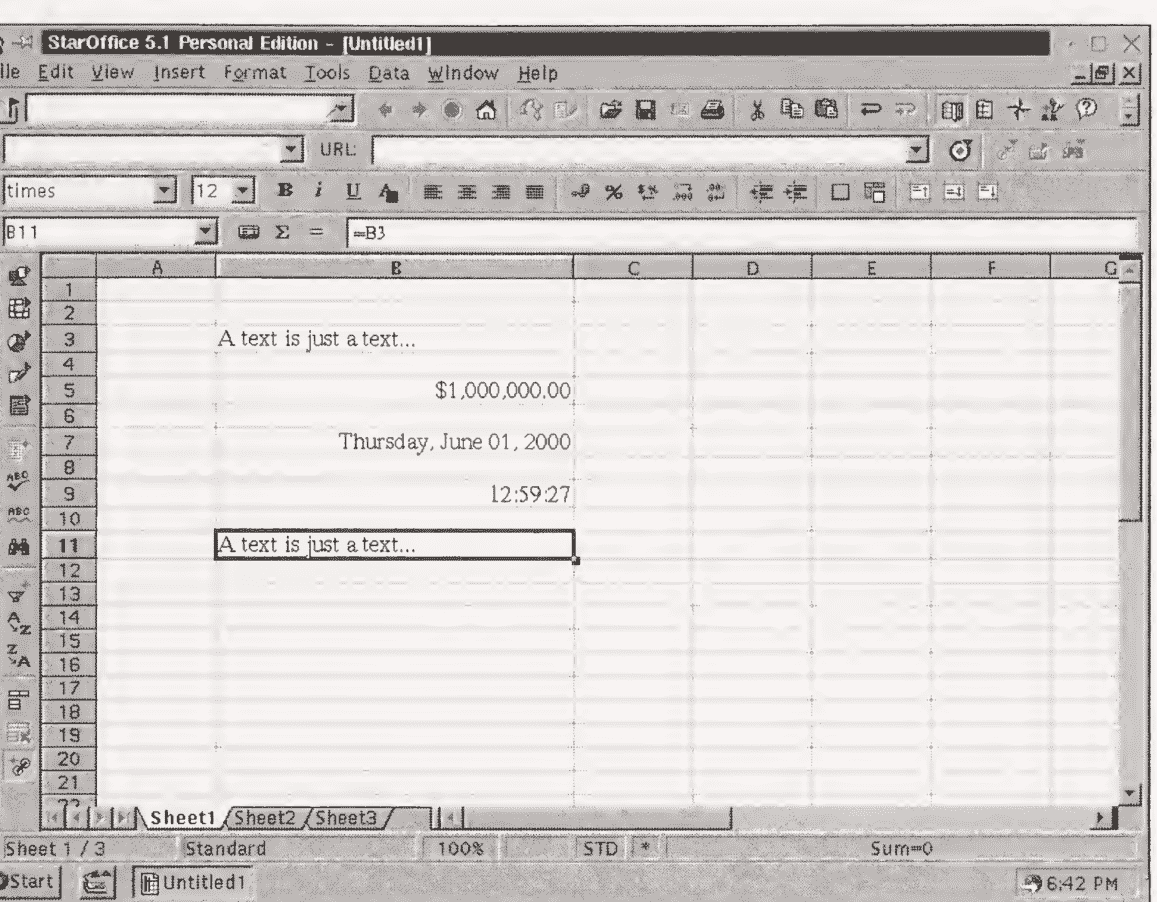 StarOffice 5.1 Personal Edition - [Untitled1]
ile Edit View Insert Format Tools Data Window Help
URL:
times 12 B i U A %
B11 Σ = =B3
A B C D E F G
1
2
3 A text is just a text...
4
5 $1,000,000.00
6
7 Thursday, June 01, 2000
8
9 12:59:27
10
11 A text is just a text...
12
13
14
15
16
17
18
19
20
21
22
ABC
ABC
A Z
Z A
Sheet1 Sheet2 Sheet3
Sheet 1 / 3 Standard 100% STD * Sum=0
Start Untitled1 6:42 PM